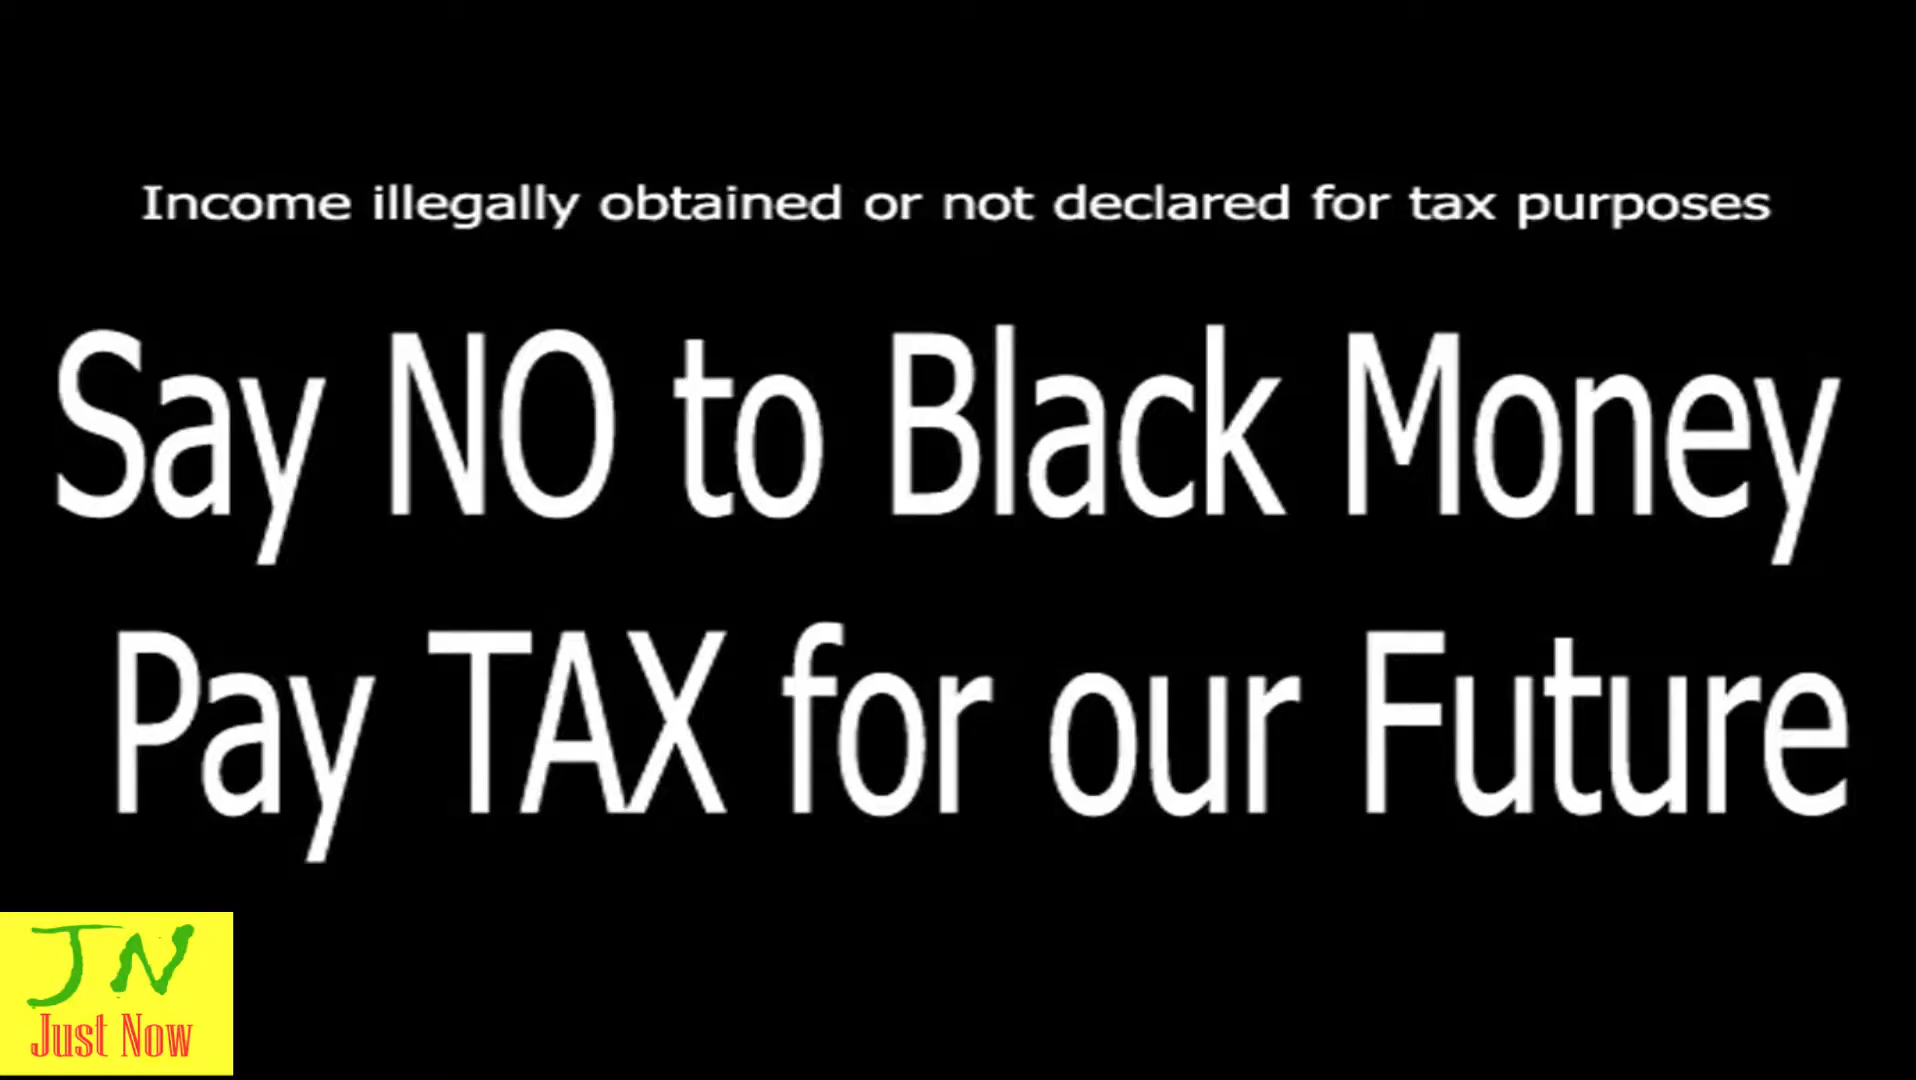 Income illegally obtained or not declared for tax purposes
Say NO to Black Money
Pay TAX for our Future
JN
Just Now